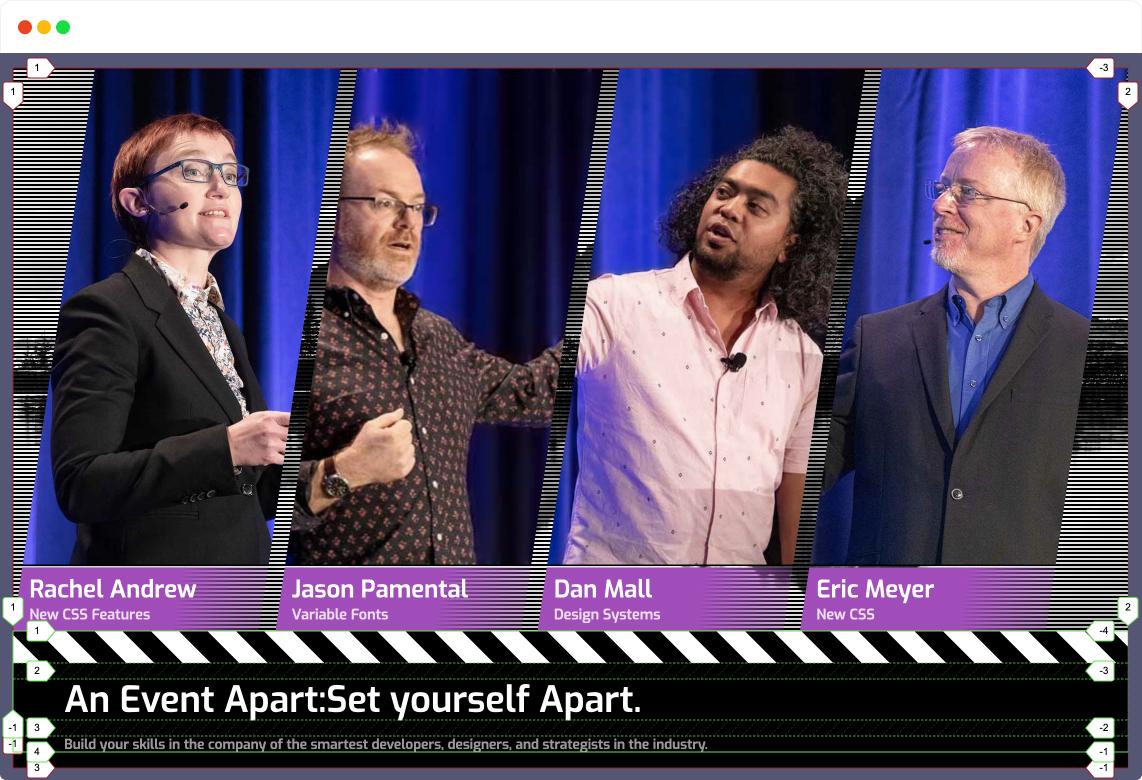 1
-3
1
2
Rachel Andrew
New CSS Features
Jason Pamental
Variable Fonts
Dan Mall
Design Systems
Eric Meyer
New CSS
1
2
1
-4
2
-3
An Event Apart:Set yourself Apart.
-1
3
-2
Build your skills in the company of the smartest developers, designers, and strategists in the industry.
-1
4
-1
3
-1